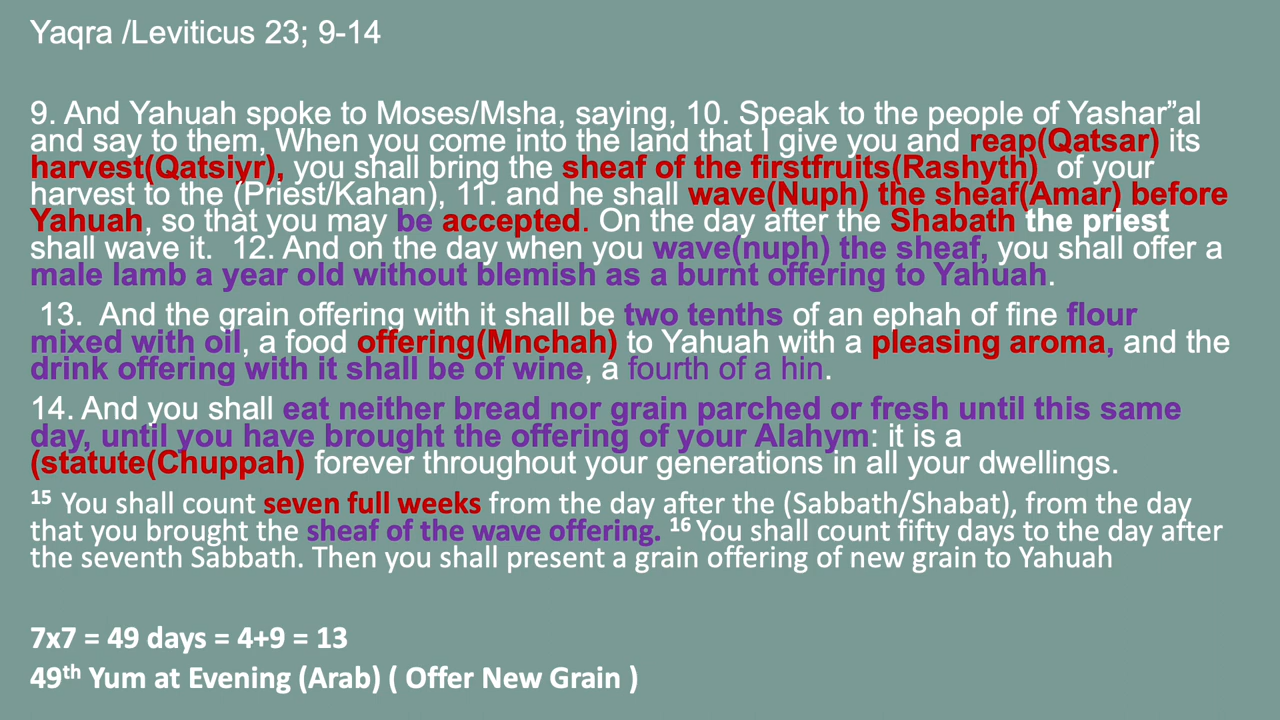 Yaqra /Leviticus 23; 9-14
9. And Yahuah spoke to Moses/Msha, saying, 10. Speak to the people of Yashar”al
and say to them, When you come into the land that I give you and reap(Qatsar) its
harvest(Qatsiyr), you shall bring the sheaf of the firstfruits(Rashyth) of your
harvest to the (Priest/Kahan), 11. and he shall wave(Nuph) the sheaf(Amar) before
Yahuah, so that you may be accepted. On the day after the Shabath the priest
shall wave it. 12. And on the day when you wave(nuph) the sheaf, you shall offer a
male lamb a year old without blemish as a burnt offering to Yahuah.
13. And the grain offering with it shall be two tenths of an ephah of fine flour
mixed with oil, a food offering(Mnchah) to Yahuah with a pleasing aroma, and the
drink offering with it shall be of wine, a fourth of a hin.
14. And you shall eat neither bread nor grain parched or fresh until this same
day, until you have brought the offering of your Alahym: it is a
(statute(Chuppah) forever throughout your generations in all your dwellings.
15 You shall count seven full weeks from the day after the (Sabbath/Shabat), from the day
that you brought the sheaf of the wave offering. 16 You shall count fifty days to the day after
the seventh Sabbath. Then you shall present a grain offering of new grain to Yahuah
7x7 = 49 days = 4+9 = 13
49th Yum at Evening (Arab) ( Offer New Grain )